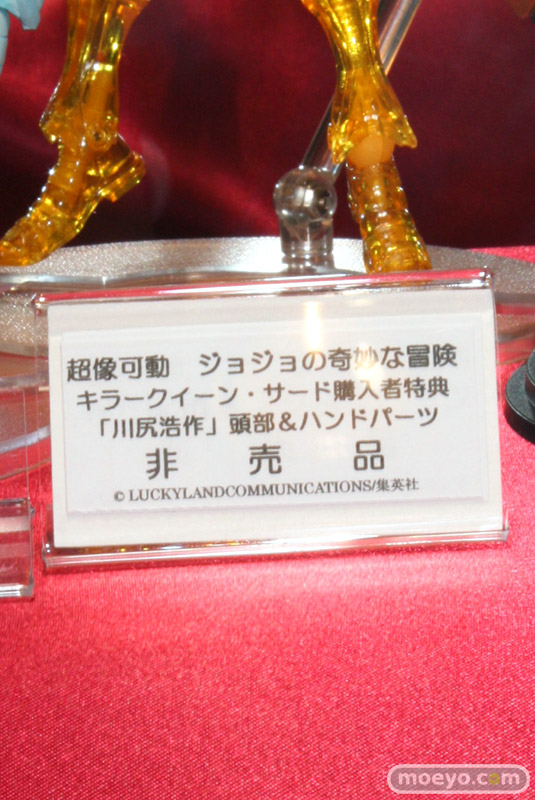 超像可動　ジョジョの奇妙な冒険
キラークイーン・サード購入者特典
「川尻浩作」頭部&ハンドパーツ
非　売　品
© LUCKYLANDCOMMUNICATIONS/集英社
moeyo.com